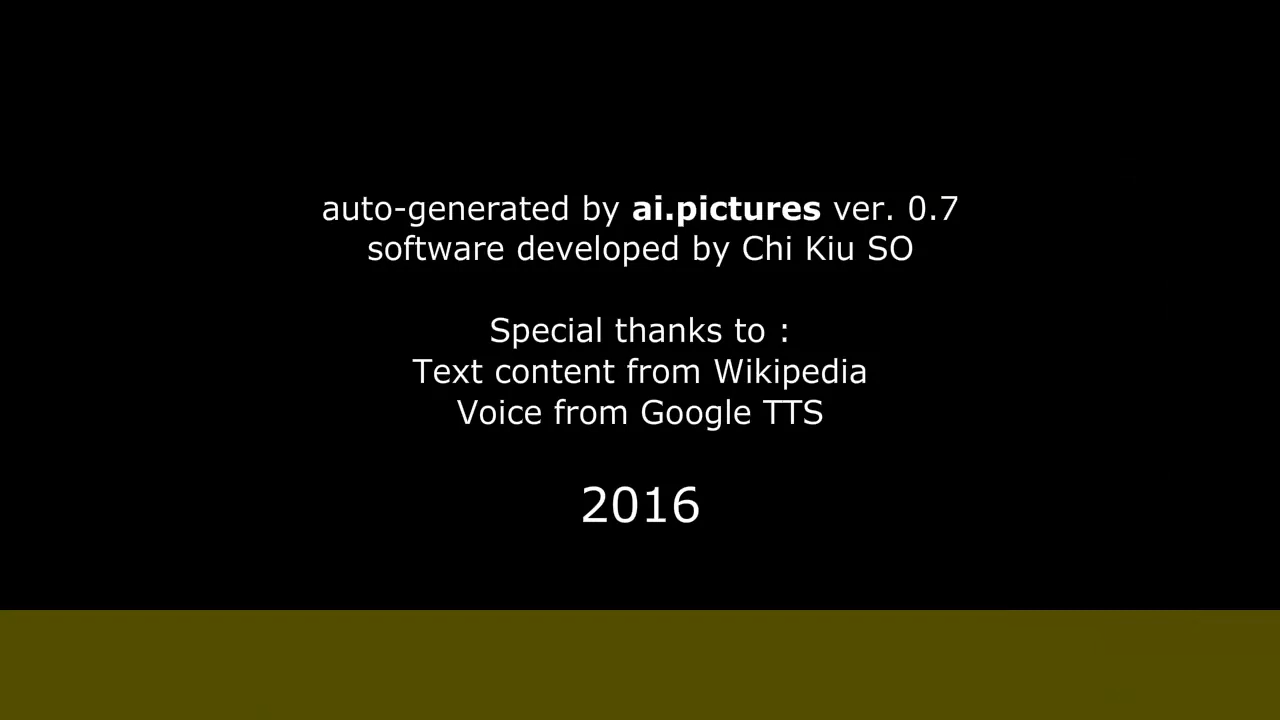 auto-generated by ai.pictures ver. 0.7
software developed by Chi Kiu SO
Special thanks to :
Text content from Wikipedia
Voice from Google TTS
2016